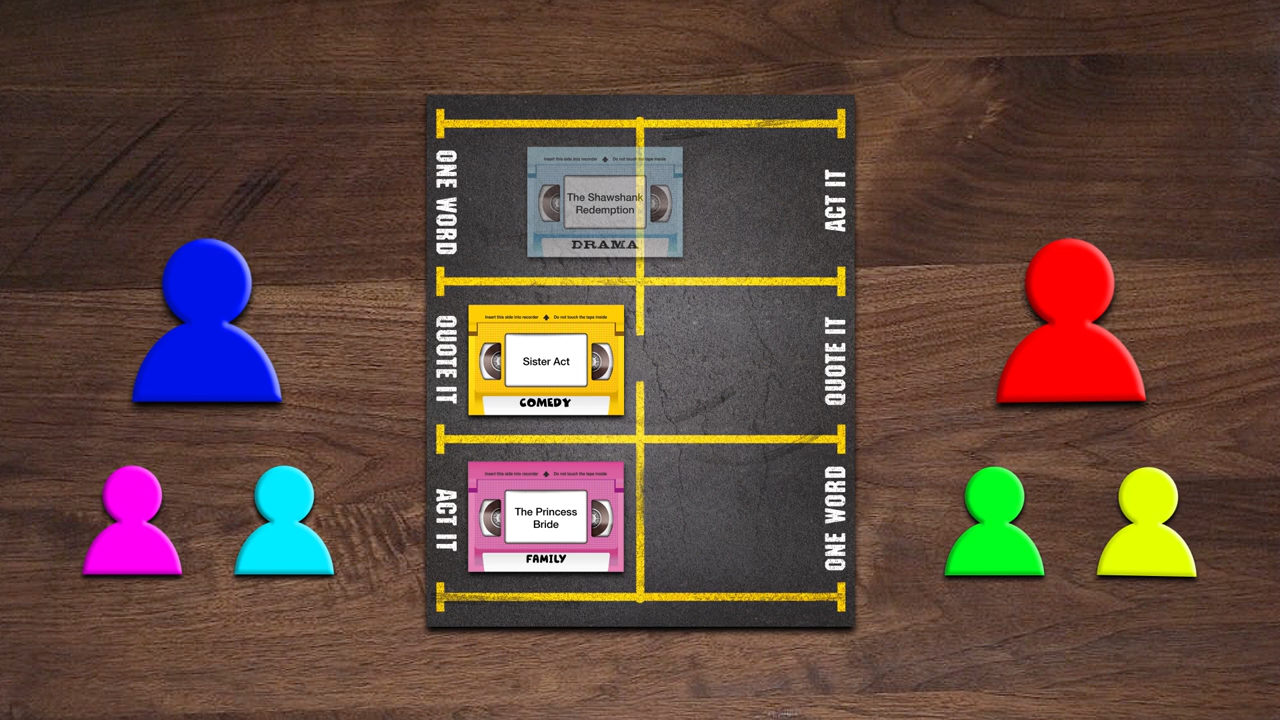 ONE WORD
Insert this side into recorder ◆ Do not touch the tape inside
The Shawshank
Redemption
DRAMA
ACT IT
QUOTE IT
Insert this side into recorder ◆ Do not touch the tape inside
Sister Act
COMEDY
QUOTE IT
ACT IT
Insert this side into recorder ◆ Do not touch the tape inside
The Princess
Bride
FAMILY
ONE WORD